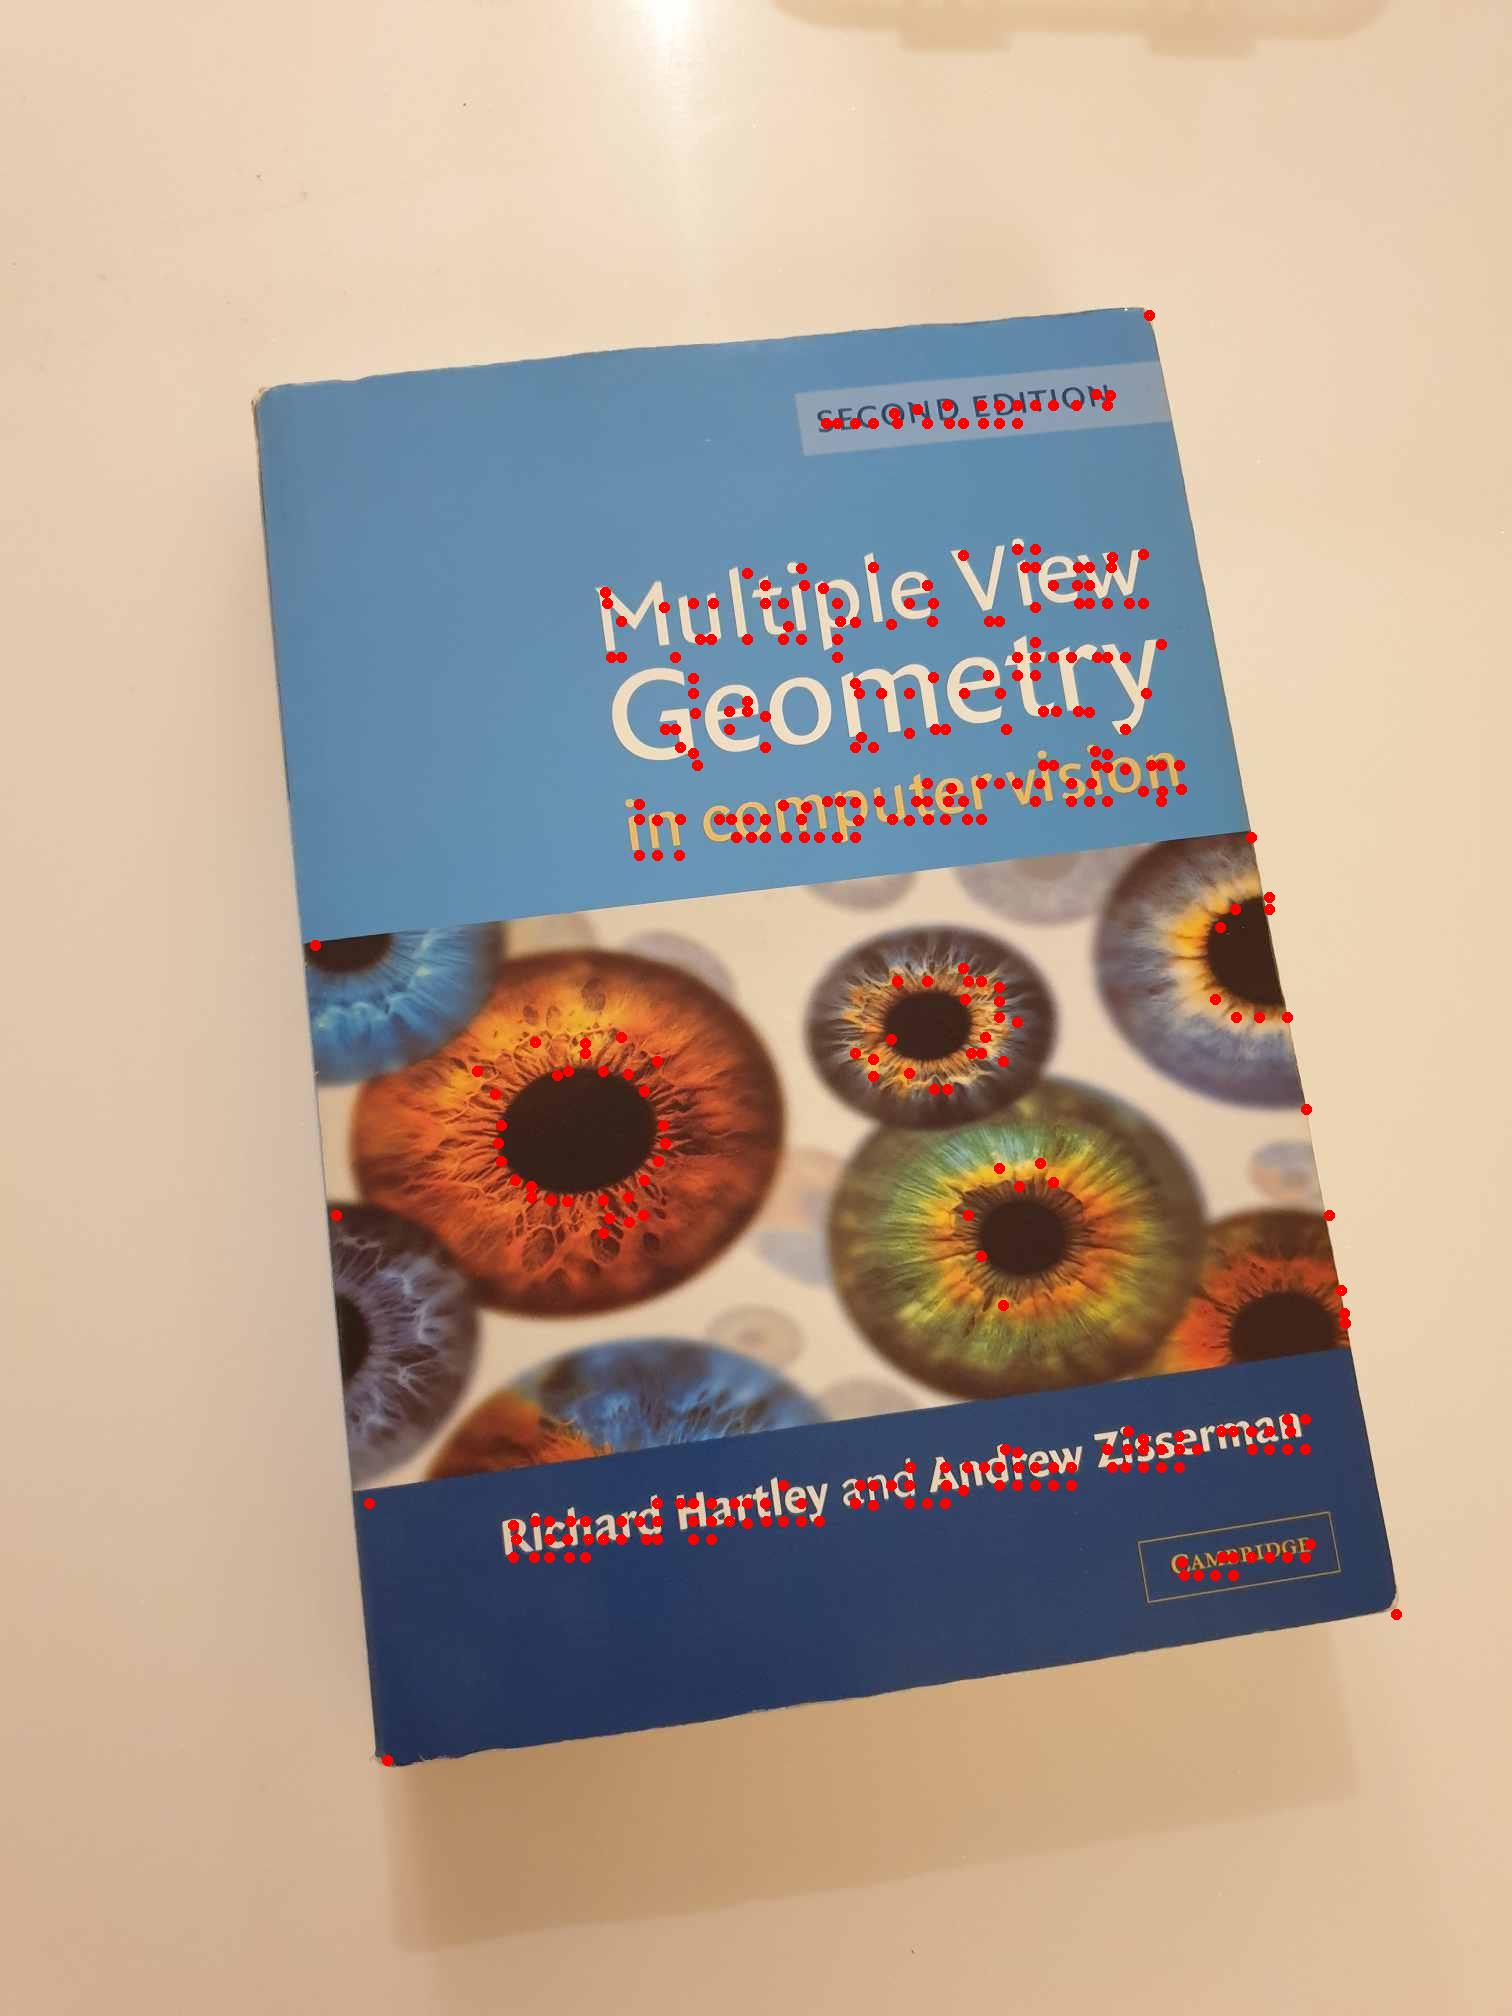 SECOND EDITION
Multiple View
Geometry
in computer vision
Richard Hartley and Andrew Zisserman
CAMBRIDGE